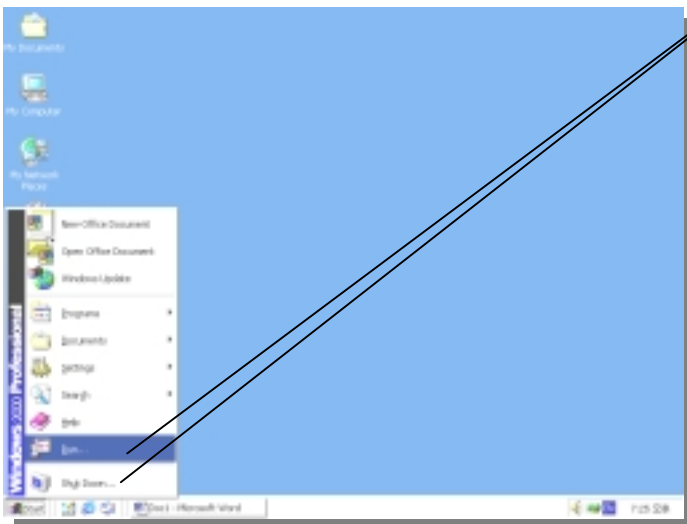 My Documents
My Computer
My Network
Places
New Office Document
Open Office Document
Windows Update
Programs
Documents
Settings
Search
Help
Run...
Shut Down...
Windows 2000 Professional
Start
Doc1 - Microsoft Word